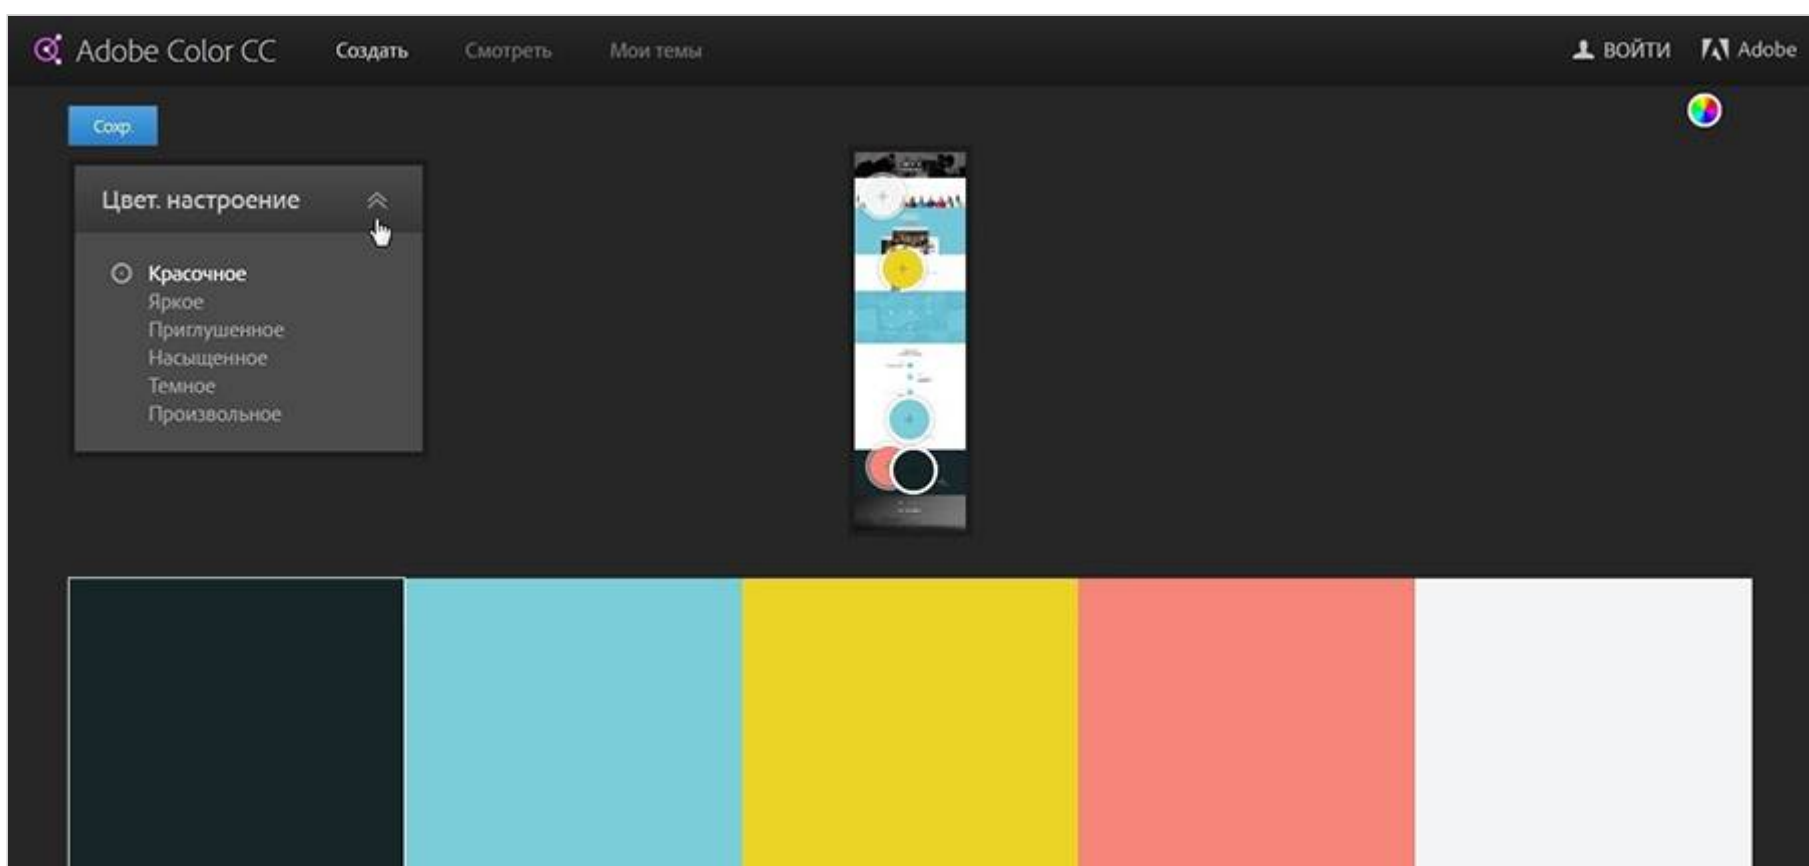 Adobe Color CC Создать Смотреть Мои темы ВОЙТИ Adobe
Сохр.
Цвет. настроение
Красочное
Яркое
Приглушенное
Насыщенное
Темное
Произвольное